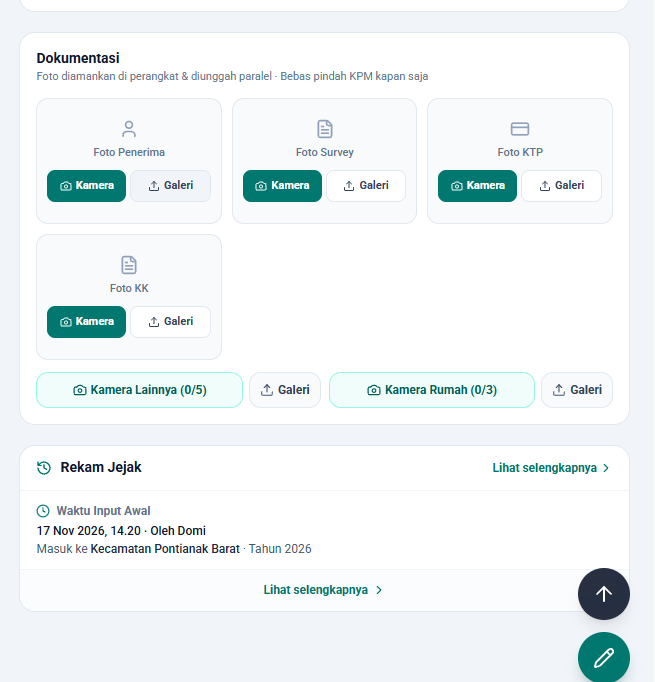 Dokumentasi
Foto diamankan di perangkat & diunggah paralel · Bebas pindah KPM kapan saja
Foto Penerima
Kamera
Galeri
Foto Survey
Kamera
Galeri
Foto KTP
Kamera
Galeri
Foto KK
Kamera
Galeri
Kamera Lainnya (0/5)
Galeri
Kamera Rumah (0/3)
Galeri
Rekam Jejak
Lihat selengkapnya
Waktu Input Awal
17 Nov 2026, 14.20 · Oleh Domi
Masuk ke Kecamatan Pontianak Barat · Tahun 2026
Lihat selengkapnya